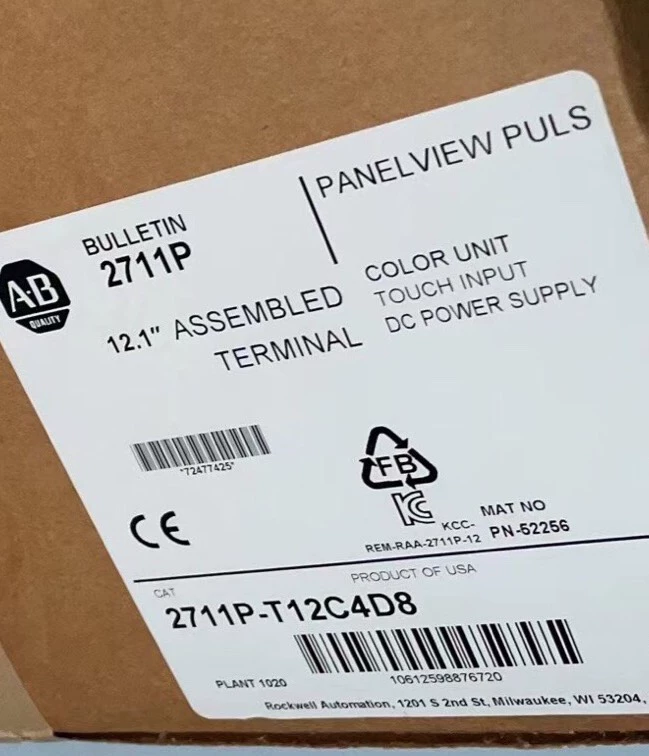 PANELVIEW PULS
BULLETIN
2711P
A·B
QUALITY
12.1" ASSEMBLED
TERMINAL
COLOR UNIT
TOUCH INPUT
DC POWER SUPPLY
*72477425*
FB
KCC-
REM-RAA-2711P-12
MAT NO
PN-52256
CE
PRODUCT OF USA
CAT
2711P-T12C4D8
PLANT 1020
10612598876720
Rockwell Automation, 1201 S 2nd St, Milwaukee, WI 53204,